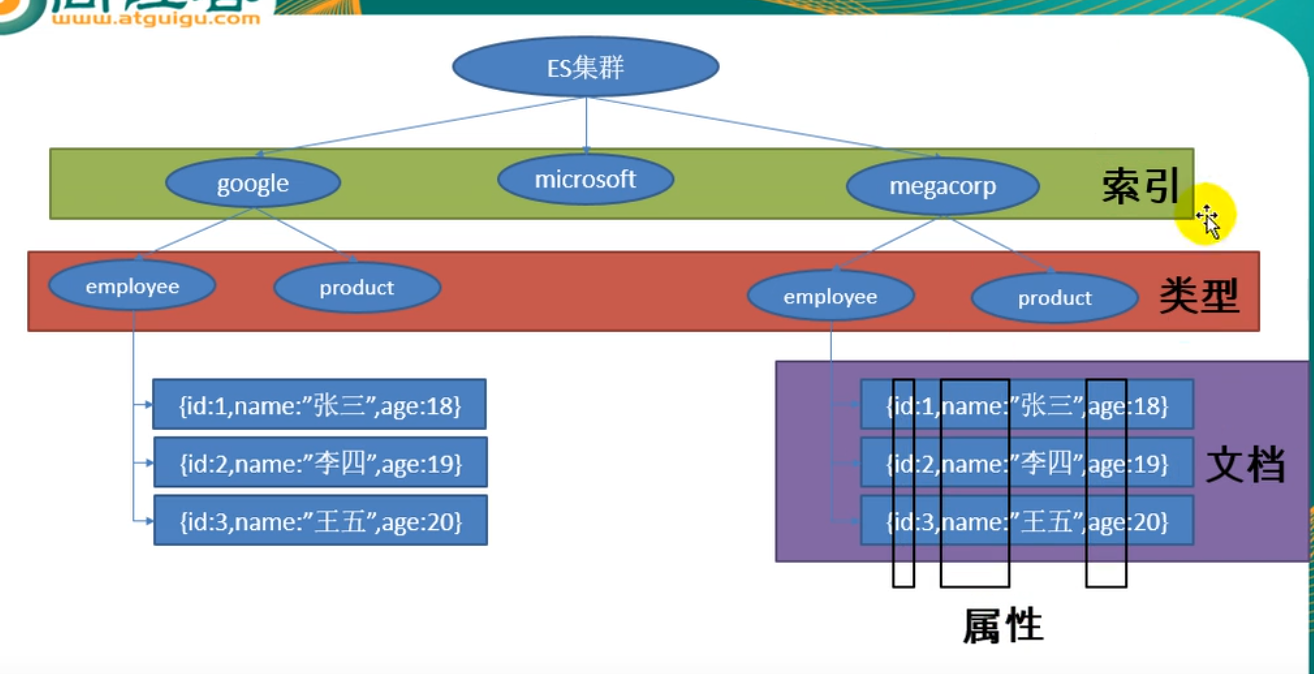 www.atguigu.com
ES集群
google
microsoft
megacorp
索引
employee
product
employee
product
类型
{id:1,name:”张三”,age:18}
{id:2,name:”李四”,age:19}
{id:3,name:”王五”,age:20}
{id:1,name:”张三”,age:18}
{id:2,name:”李四”,age:19}
{id:3,name:”王五”,age:20}
文档
属性